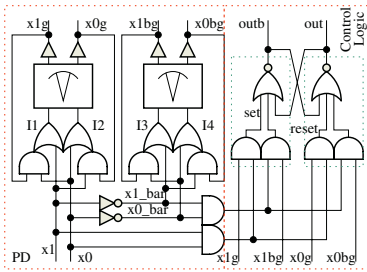 x1g x0g x1bg x0bg outb out
Control
Logic
I1 I2 I3 I4
set
reset
x1_bar
x0_bar
PD x1 x0 x1g x1bg x0g x0bg